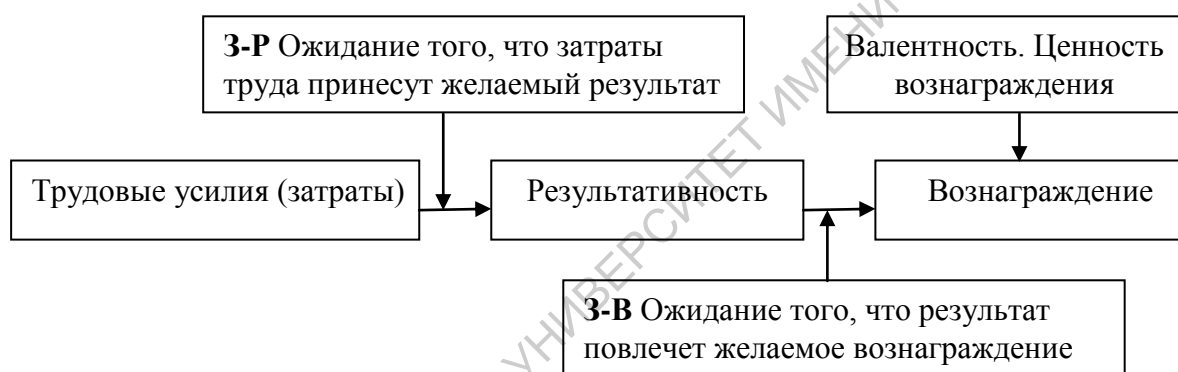 З-Р Ожидание того, что затраты
труда принесут желаемый результат
Валентность. Ценность
вознаграждения
Трудовые усилия (затраты)
Результативность
Вознаграждение
З-В Ожидание того, что результат
повлечет желаемое вознаграждение
УНИВЕРСИТЕТ